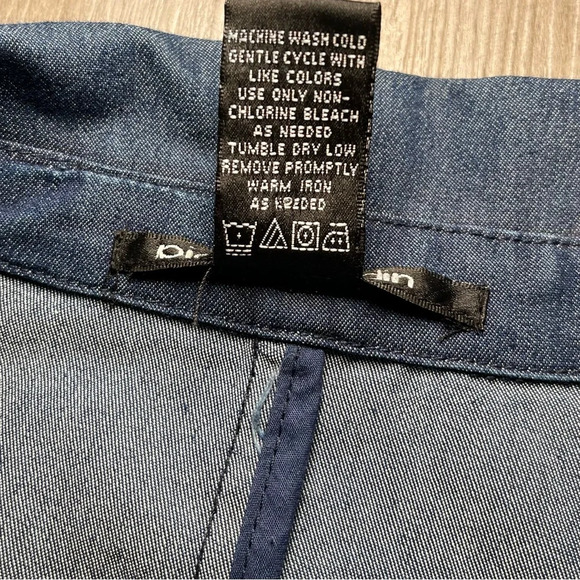 MACHINE WASH COLD
GENTLE CYCLE WITH
LIKE COLORS
USE ONLY NON-
CHLORINE BLEACH
AS NEEDED
TUMBLE DRY LOW
REMOVE PROMPTLY
WARM IRON
AS NEEDED